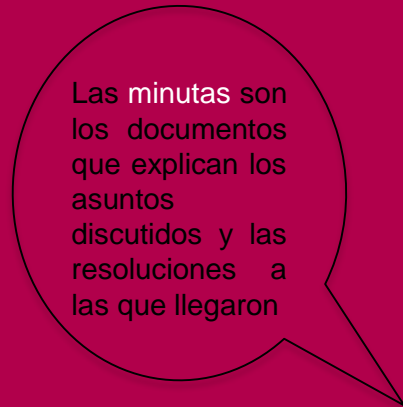 Las minutas son
los documentos
que explican los
asuntos
discutidos y las
resoluciones a
las que llegaron